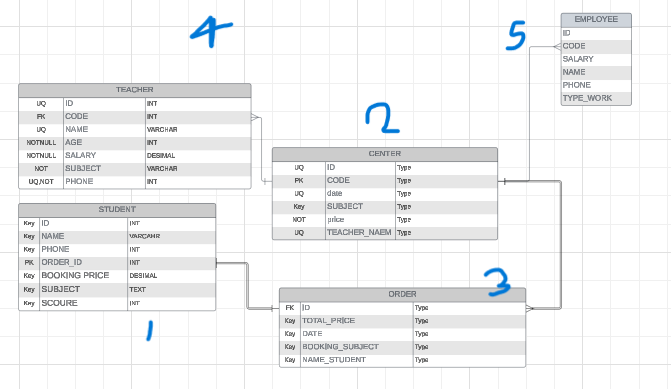 4
5
EMPLOYEE
ID
CODE
SALARY
NAME
PHONE
TYPE_WORK
TEACHER
UQ ID INT
FK CODE INT
UQ NAME VARCHAR
NOTNULL AGE INT
NOTNULL SALARY DESIMAL
NOT SUBJECT VARCHAR
UQ,NOT PHONE INT
2
CENTER
UQ ID Type
PK CODE Type
UQ date Type
Key SUBJECT Type
NOT price Type
UQ TEACHER_NAEM Type
STUDENT
Key ID INT
Key NAME VARCAHR
Key PHONE INT
PK ORDER_ID INT
Key BOOKING PRICE DESIMAL
Key SUBJECT TEXT
Key SCOURE INT
1
3
ORDER
FK ID Type
Key TOTAL_PRICE Type
Key DATE Type
Key BOOKING_SUBJECT Type
Key NAME_STUDENT Type